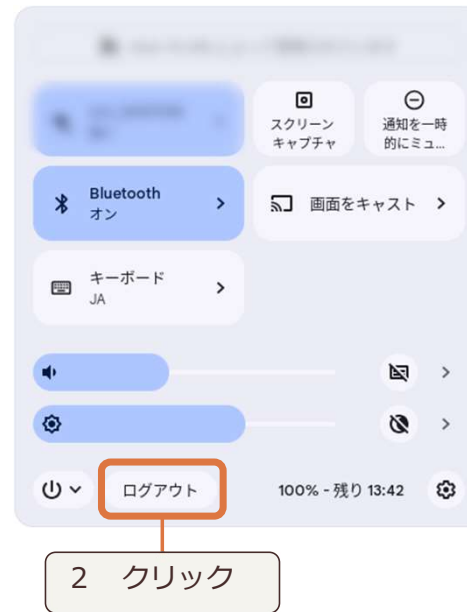 スクリーン
キャプチャ
通知を一時
的にミュ...
Bluetooth
オン
画面をキャスト
キーボード
JA
ログアウト
100% - 残り 13:42
2　クリック